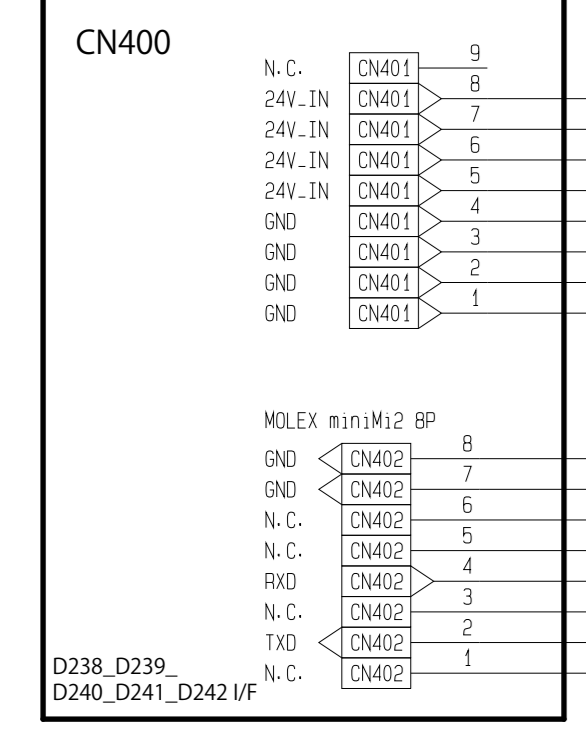 CN400
N.C. CN401 9
24V_IN CN401 8
24V_IN CN401 7
24V_IN CN401 6
24V_IN CN401 5
GND CN401 4
GND CN401 3
GND CN401 2
GND CN401 1
MOLEX miniMi2 8P
GND CN402 8
GND CN402 7
N.C. CN402 6
N.C. CN402 5
RXD CN402 4
N.C. CN402 3
TXD CN402 2
N.C. CN402 1
D238_D239_
D240_D241_D242 I/F